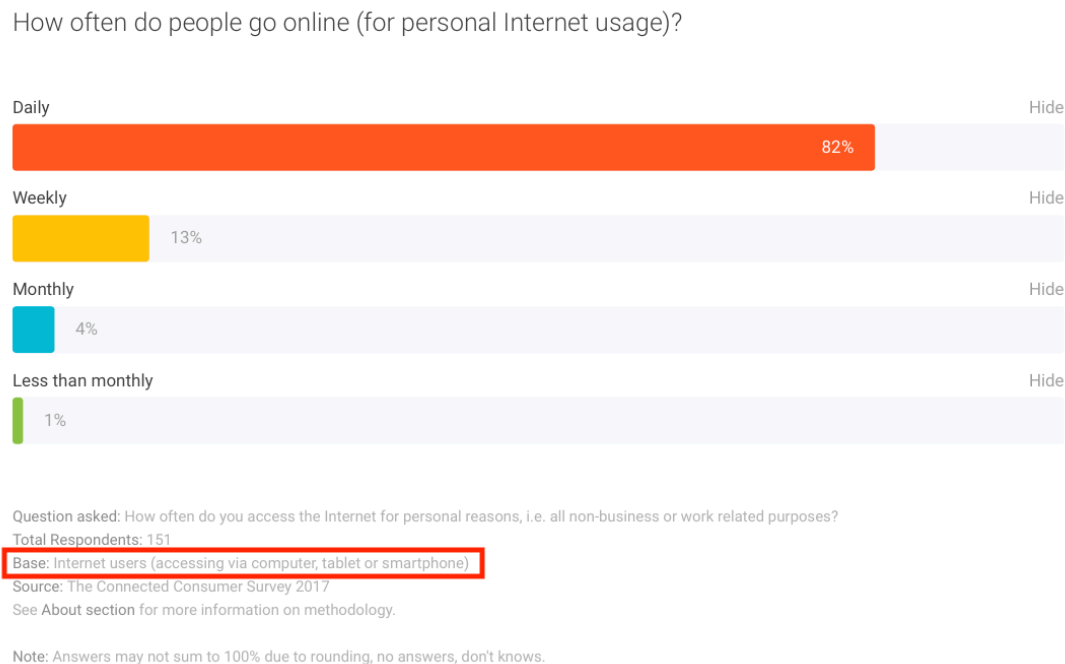 How often do people go online (for personal Internet usage)?
Daily Hide
82%
Weekly Hide
13%
Monthly Hide
4%
Less than monthly Hide
1%
Question asked: How often do you access the Internet for personal reasons, i.e. all non-business or work related purposes?
Total Respondents: 151
Base: Internet users (accessing via computer, tablet or smartphone)
Source: The Connected Consumer Survey 2017
See About section for more information on methodology.
Note: Answers may not sum to 100% due to rounding, no answers, don't knows.